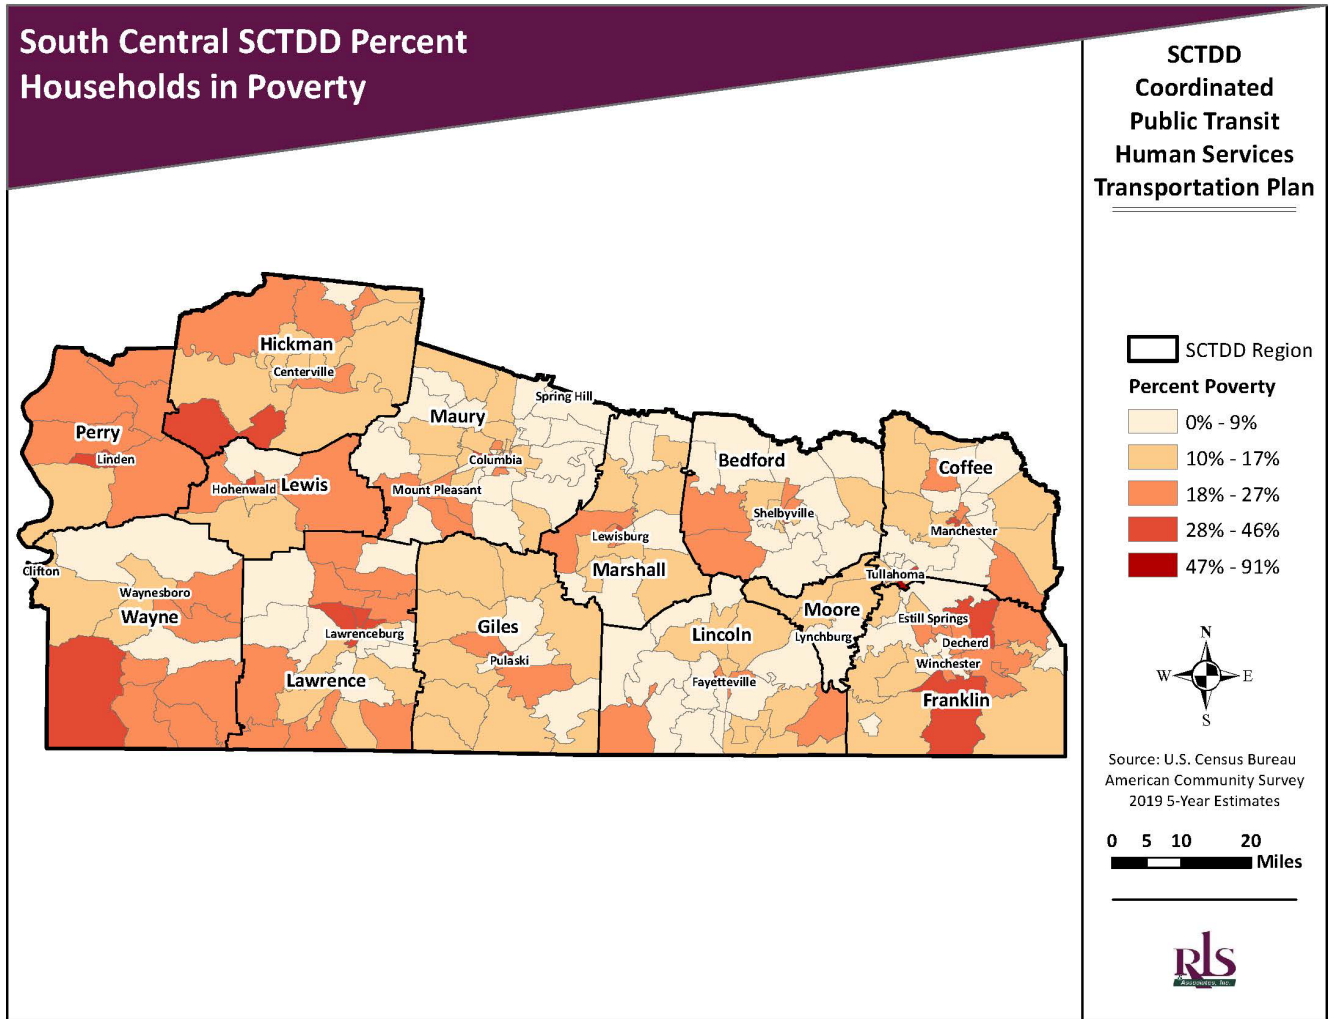 South Central SCTDD Percent
Households in Poverty
SCTDD
Coordinated
Public Transit
Human Services
Transportation Plan
Hickman
Centerville
Spring Hill
Maury
Perry
Linden
Columbia
Bedford
Coffee
Hohenwald
Lewis
Mount Pleasant
Shelbyville
Manchester
Lewisburg
Clifton
Marshall
Tullahoma
Waynesboro
Wayne
Moore
Estill Springs
Giles
Lincoln
Lynchburg
Lawrenceburg
Decherd
Pulaski
Winchester
Lawrence
Fayetteville
Franklin
SCTDD Region
Percent Poverty
0% - 9%
10% - 17%
18% - 27%
28% - 46%
47% - 91%
N
W
E
S
Source: U.S. Census Bureau
American Community Survey
2019 5-Year Estimates
0 5 10 20
Miles
RLS
& Associates, Inc.